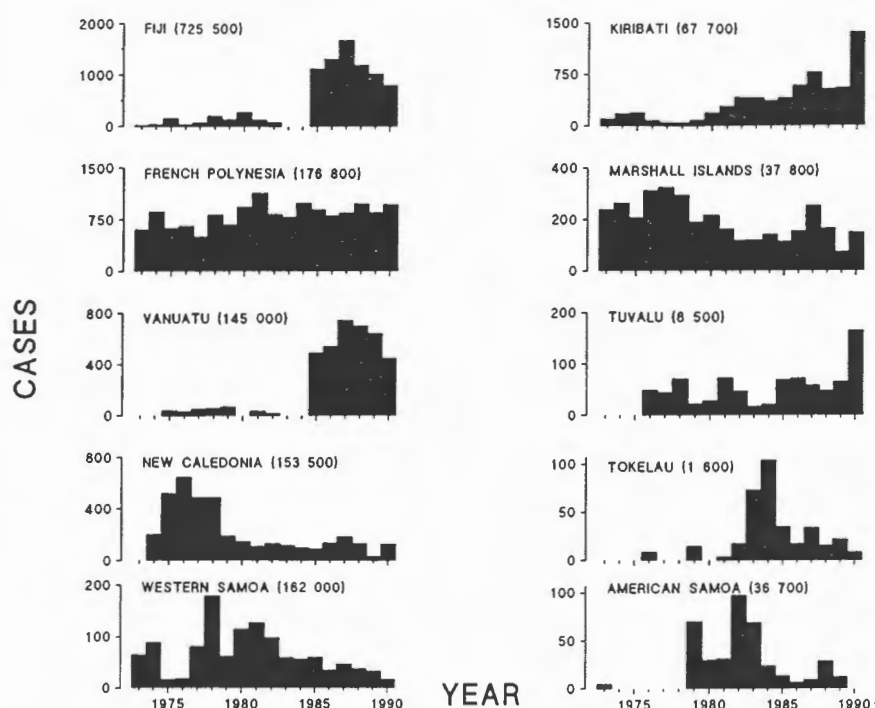 FIJI (725 500)
2000
1000
0
KIRIBATI (67 700)
1500
750
0
FRENCH POLYNESIA (176 800)
1500
750
0
MARSHALL ISLANDS (37 800)
400
200
0
VANUATU (145 000)
800
400
0
TUVALU (8 500)
200
100
0
NEW CALEDONIA (153 500)
800
400
0
TOKELAU (1 600)
100
50
0
WESTERN SAMOA (162 000)
200
100
0
1975 1980 1985 1990
AMERICAN SAMOA (36 700)
100
50
0
1975 1980 1985 1990
CASES
YEAR